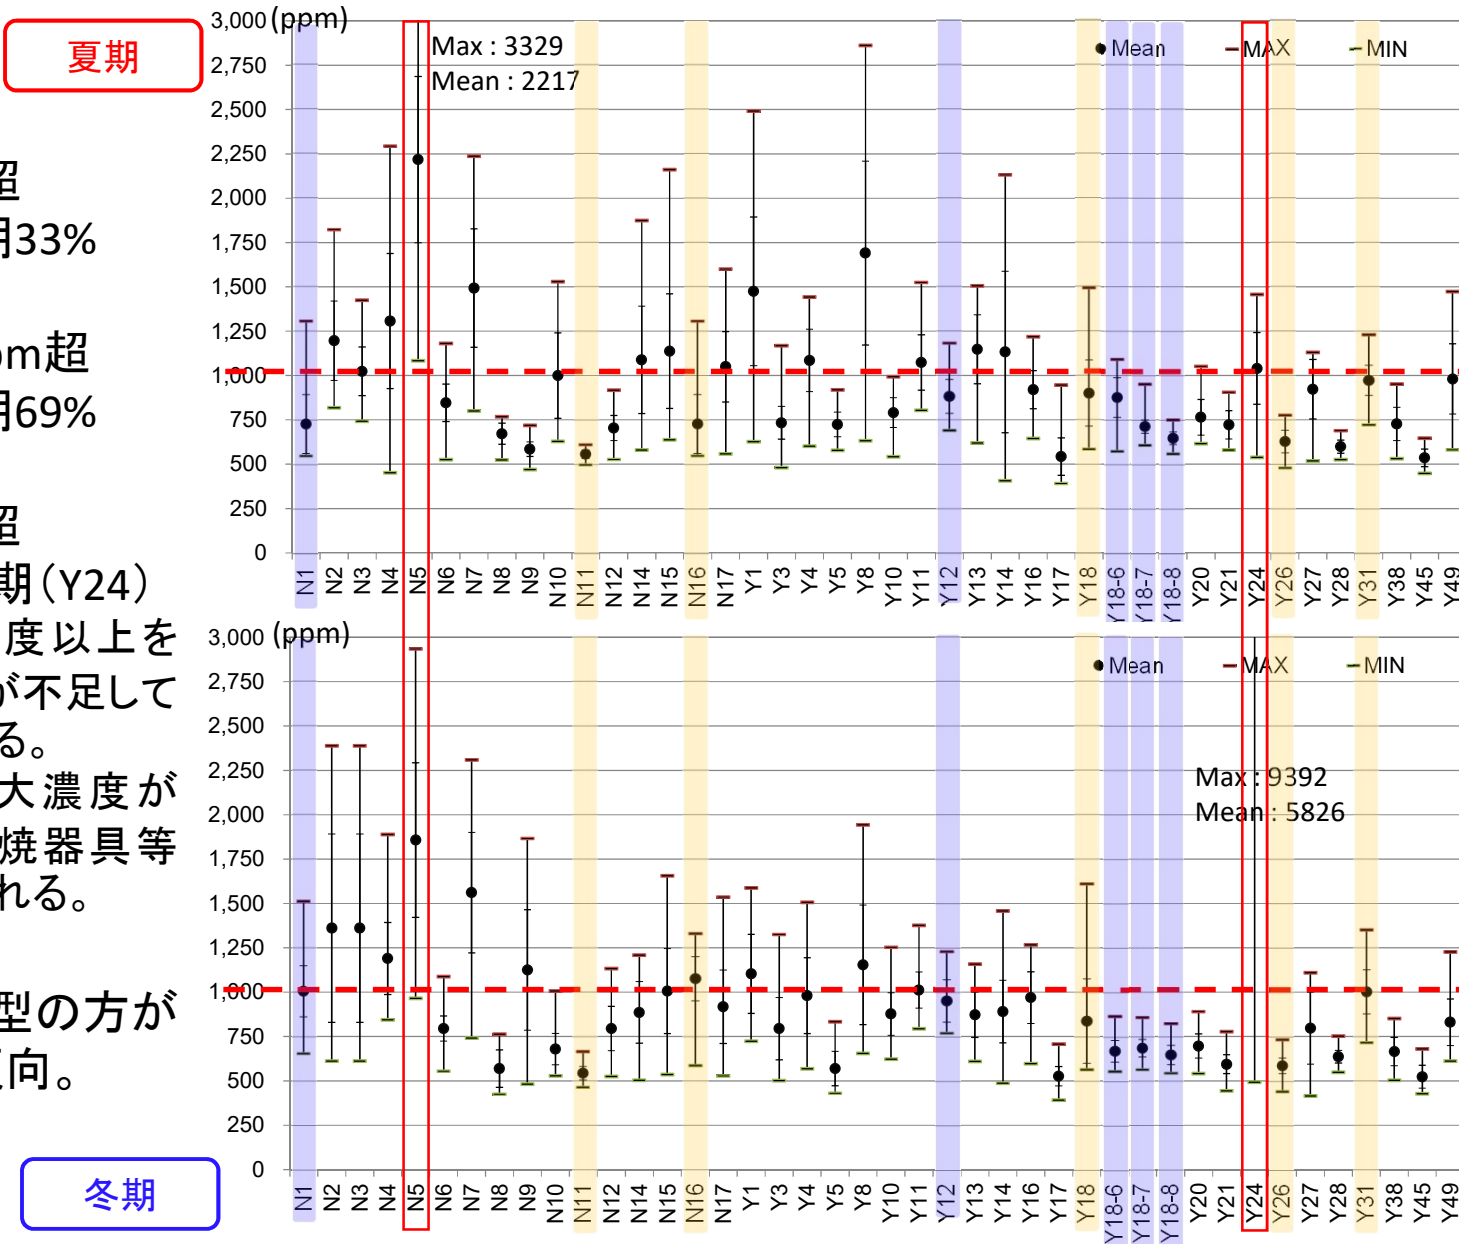 夏期
超
期33%
pm超
期69%
超
期（Y24）
度以上を
が不足して
る。
大濃度が
焼器具等
れる。
型の方が
向。
冬期
3,000 (ppm)
2,750
2,500
2,250
2,000
1,750
1,500
1,250
1,000
750
500
250
0
Max : 3329
Mean : 2217
Mean MAX MIN
N1 N2 N3 N4 N5 N6 N7 N8 N9 N10 N11 N12 N14 N15 N16 N17 Y1 Y3 Y4 Y5 Y8 Y10 Y11 Y12 Y13 Y14 Y16 Y17 Y18 Y18-6 Y18-7 Y18-8 Y20 Y21 Y24 Y26 Y27 Y28 Y31 Y38 Y45 Y49
3,000 (ppm)
2,750
2,500
2,250
2,000
1,750
1,500
1,250
1,000
750
500
250
0
Mean MAX MIN
Max : 9392
Mean : 5826
N1 N2 N3 N4 N5 N6 N7 N8 N9 N10 N11 N12 N14 N15 N16 N17 Y1 Y3 Y4 Y5 Y8 Y10 Y11 Y12 Y13 Y14 Y16 Y17 Y18 Y18-6 Y18-7 Y18-8 Y20 Y21 Y24 Y26 Y27 Y28 Y31 Y38 Y45 Y49